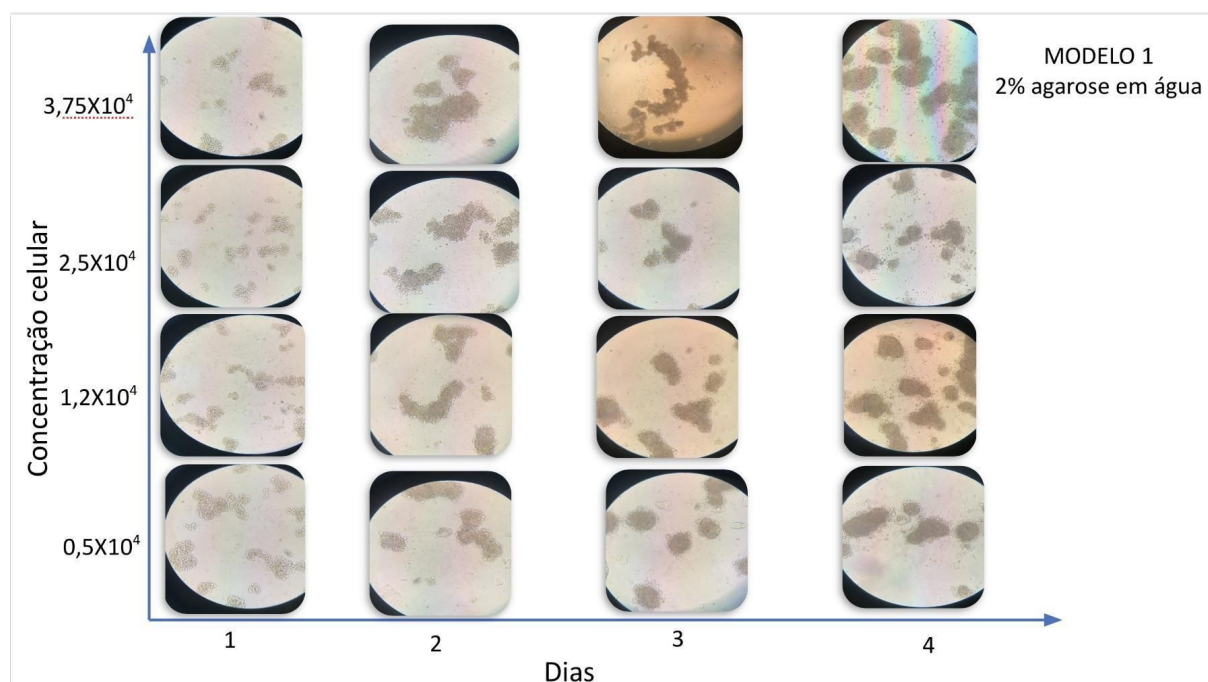 MODELO 1
2% agarose em água
Concentração celular
3,75X10⁴
2,5X10⁴
1,2X10⁴
0,5X10⁴
1
2
3
4
Dias